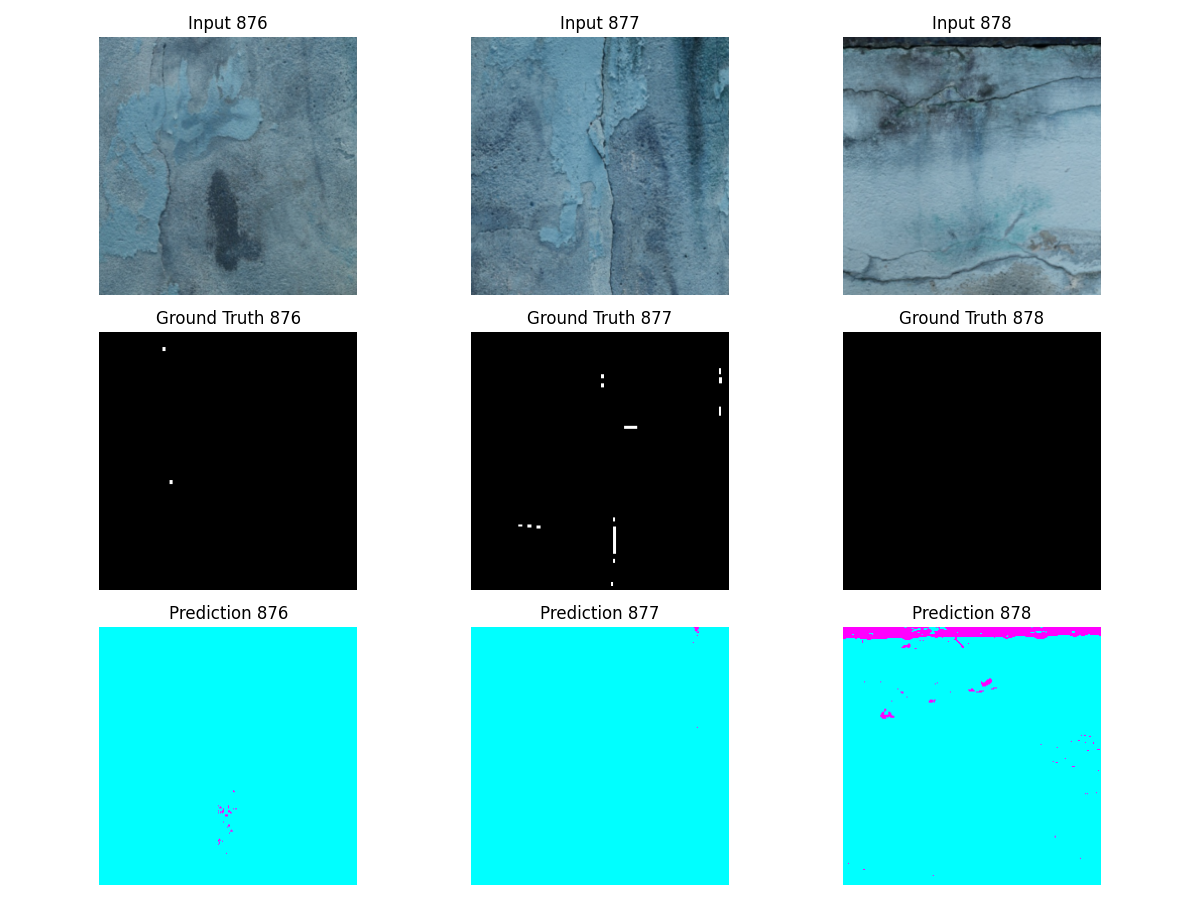 Input 876
Input 877
Input 878
Ground Truth 876
Ground Truth 877
Ground Truth 878
Prediction 876
Prediction 877
Prediction 878